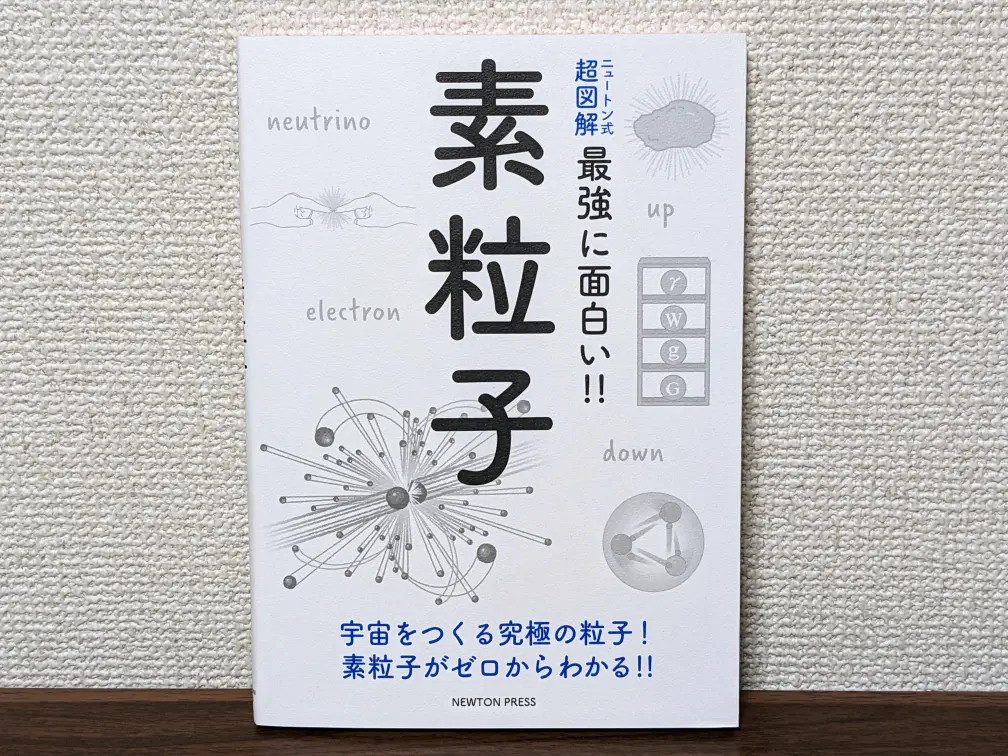 ニュートン式
超図解
最強に面白い!!
素粒子
neutrino
electron
up
γ
W
g
G
down
宇宙をつくる究極の粒子!
素粒子がゼロからわかる!!
NEWTON PRESS